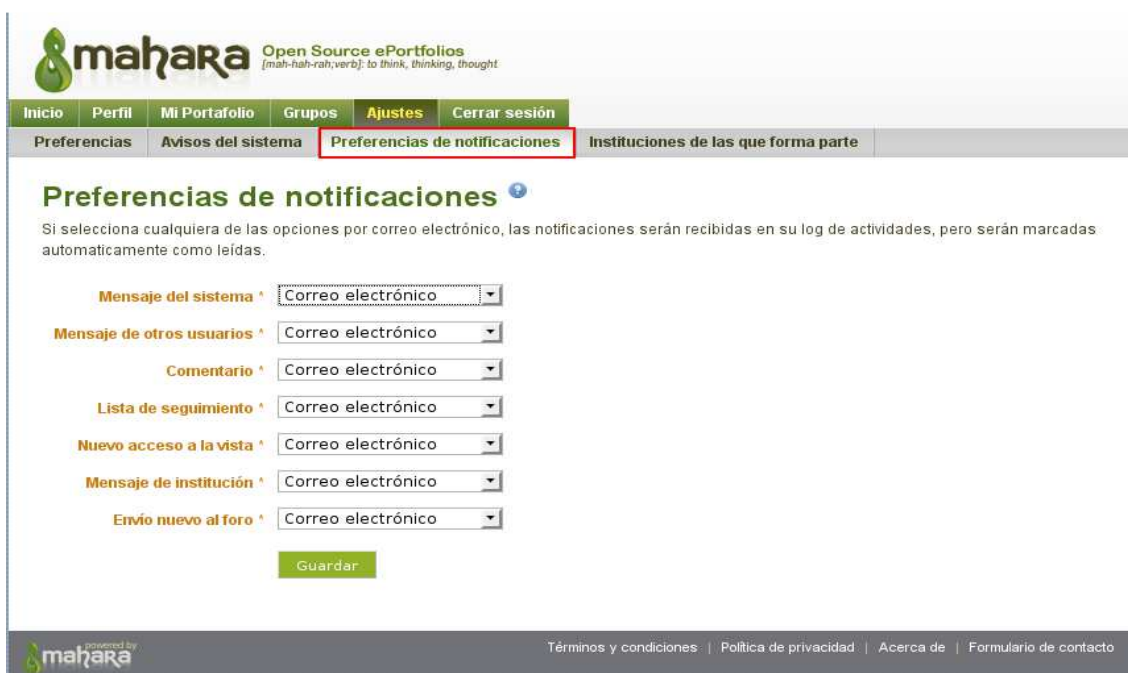 mahara Open Source ePortfolios
[mah-hah-rah;verb]: to think, thinking, thought
Inicio Perfil Mi Portafolio Grupos Ajustes Cerrar sesión
Preferencias Avisos del sistema Preferencias de notificaciones Instituciones de las que forma parte
Preferencias de notificaciones ?
Si selecciona cualquiera de las opciones por correo electrónico, las notificaciones serán recibidas en su log de actividades, pero serán marcadas
automaticamente como leídas.
Mensaje del sistema * Correo electrónico
Mensaje de otros usuarios * Correo electrónico
Comentario * Correo electrónico
Lista de seguimiento * Correo electrónico
Nuevo acceso a la vista * Correo electrónico
Mensaje de institución * Correo electrónico
Envío nuevo al foro * Correo electrónico
Guardar
powered by
mahara
Términos y condiciones | Política de privacidad | Acerca de | Formulario de contacto